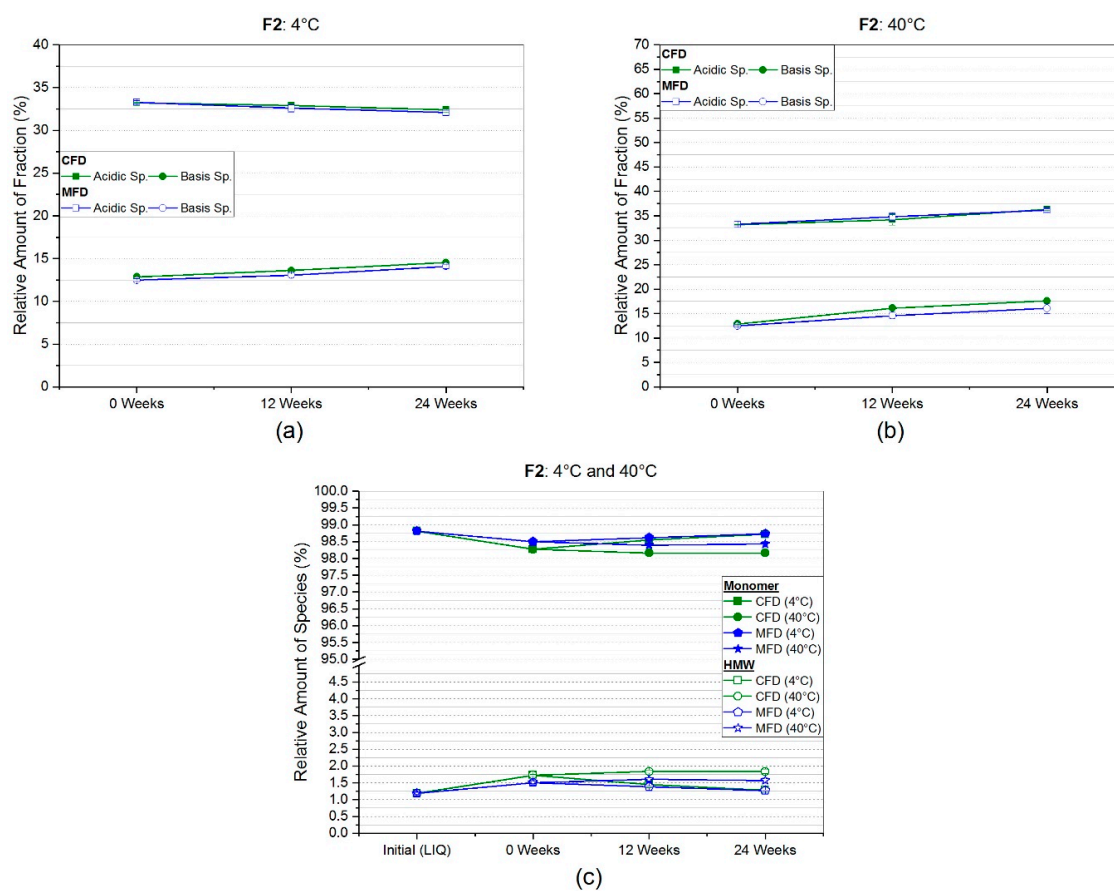 F2: 4°C
40
35
30
25
20
15
10
5
0
Relative Amount of Fraction (%)
CFD
Acidic Sp. Basis Sp.
MFD
Acidic Sp. Basis Sp.
0 Weeks 12 Weeks 24 Weeks
(a)
F2: 40°C
70
65
60
55
50
45
40
35
30
25
20
15
10
5
0
Relative Amount of Fraction (%)
CFD
Acidic Sp. Basis Sp.
MFD
Acidic Sp. Basis Sp.
0 Weeks 12 Weeks 24 Weeks
(b)
F2: 4°C and 40°C
100.0
99.5
99.0
98.5
98.0
97.5
97.0
96.5
96.0
95.5
95.0
4.5
4.0
3.5
3.0
2.5
2.0
1.5
1.0
0.5
0.0
Relative Amount of Species (%)
Monomer
CFD (4°C)
CFD (40°C)
MFD (4°C)
MFD (40°C)
HMW
CFD (4°C)
CFD (40°C)
MFD (4°C)
MFD (40°C)
Initial (LIQ) 0 Weeks 12 Weeks 24 Weeks
(c)